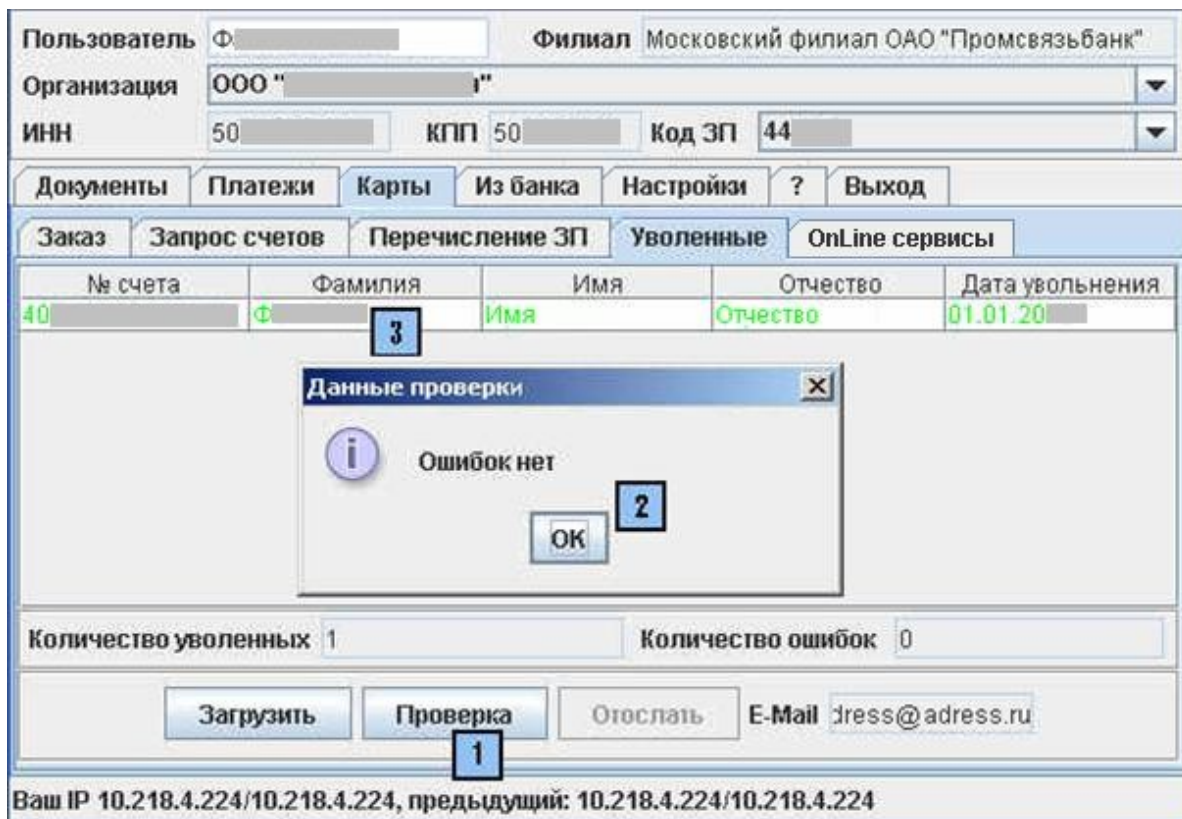 Пользователь Ф Филиал Московский филиал ОАО "Промсвязьбанк"
Организация ООО " "
ИНН 50 КПП 50 Код ЗП 44
Документы Платежи Карты Из банка Настройки ? Выход
Заказ Запрос счетов Перечисление ЗП Уволенные OnLine сервисы
№ счета Фамилия Имя Отчество Дата увольнения
40 Ф Имя Отчество 01.01.20
3
Данные проверки
i Ошибок нет
2
ОК
Количество уволенных 1 Количество ошибок 0
Загрузить Проверка Отослать E-Mail dress@adress.ru
1
Ваш IP 10.218.4.224/10.218.4.224, предыдущий: 10.218.4.224/10.218.4.224